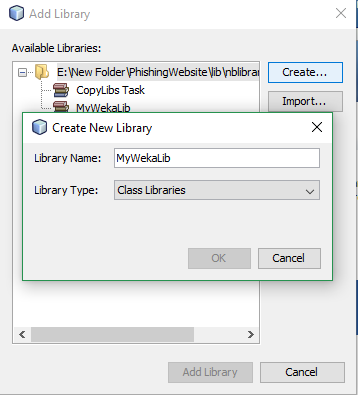 Add Library
Available Libraries:
E:\New Folder\PhishingWebsite\lib\nblibrar
Create...
CopyLibs Task
MyWekaLib
Import...
Create New Library
Library Name:
MyWekaLib
Library Type:
Class Libraries
OK
Cancel
Add Library
Cancel